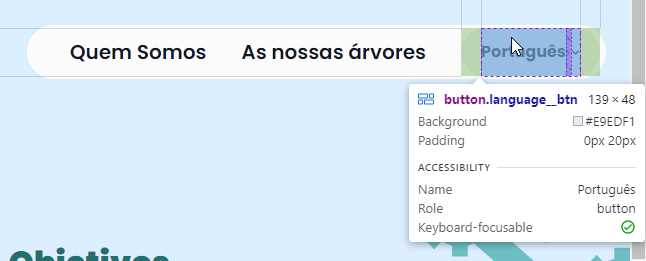 Quem Somos As nossas árvores Português
button.language__btn 139 × 48
Background #E9EDF1
Padding 0px 20px
ACCESSIBILITY
Name Português
Role button
Keyboard-focusable
Objetivos